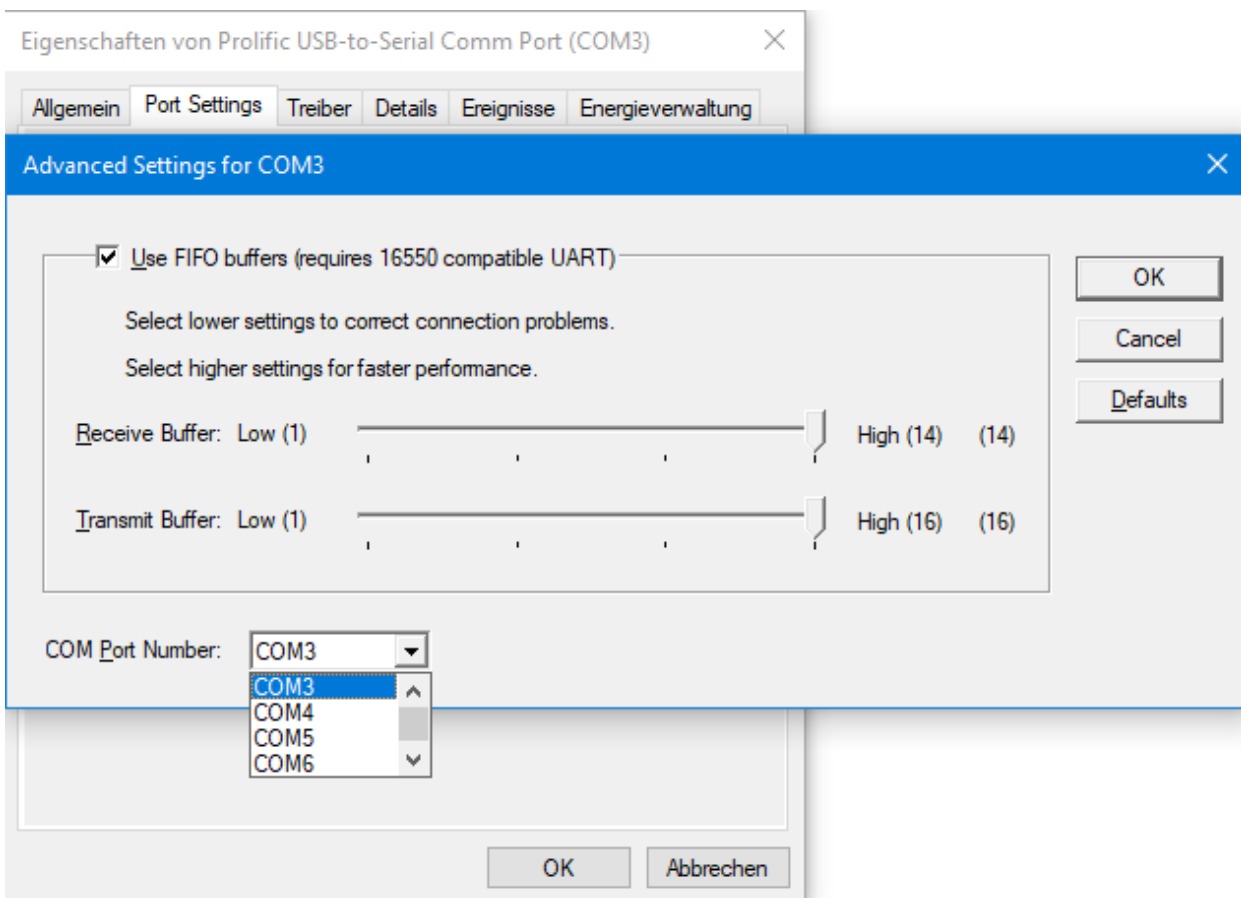 Eigenschaften von Prolific USB-to-Serial Comm Port (COM3)
Allgemein Port Settings Treiber Details Ereignisse Energieverwaltung
Advanced Settings for COM3
Use FIFO buffers (requires 16550 compatible UART)
OK
Select lower settings to correct connection problems.
Cancel
Select higher settings for faster performance.
Defaults
Receive Buffer: Low (1) High (14) (14)
Transmit Buffer: Low (1) High (16) (16)
COM Port Number: COM3
COM3
COM4
COM5
COM6
OK Abbrechen